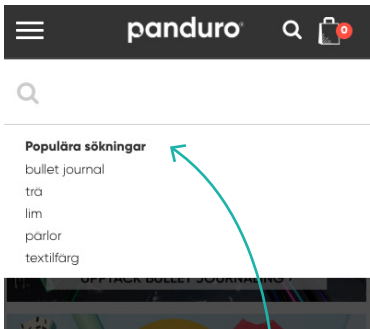 panduro
0
Populära sökningar
bullet journal
trä
lim
pärlor
textilfärg
UPPTÄCK BULLET JOURNALING